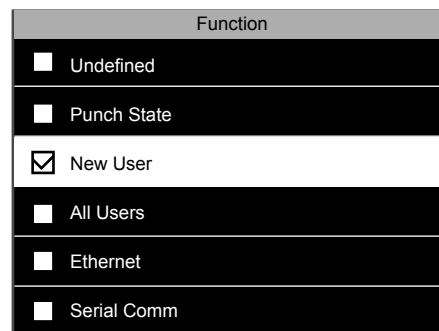 Function
Undefined
Punch State
New User
All Users
Ethernet
Serial Comm